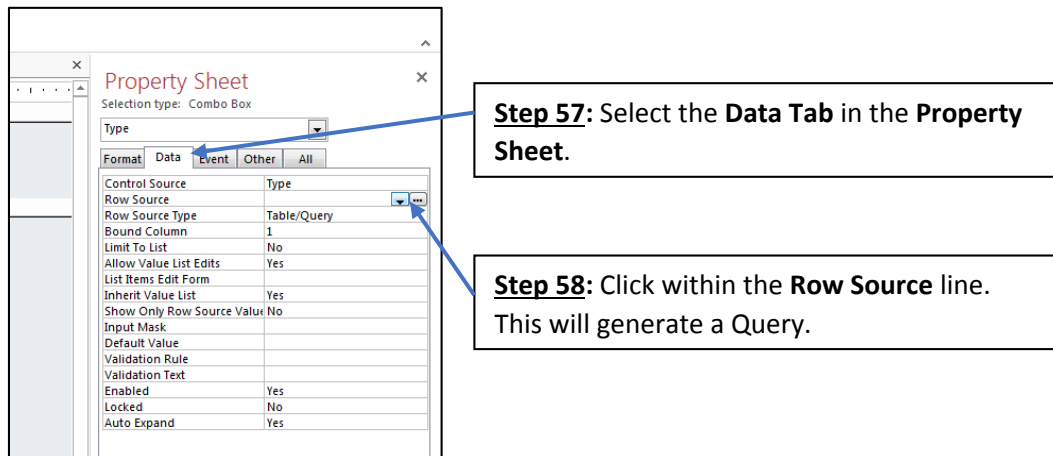 Property Sheet
Selection type: Combo Box
Type
Format Data Event Other All
Control Source Type
Row Source
Row Source Type Table/Query
Bound Column 1
Limit To List No
Allow Value List Edits Yes
List Items Edit Form
Inherit Value List Yes
Show Only Row Source Value No
Input Mask
Default Value
Validation Rule
Validation Text
Enabled Yes
Locked No
Auto Expand Yes
Step 57: Select the Data Tab in the Property
Sheet.
Step 58: Click within the Row Source line.
This will generate a Query.